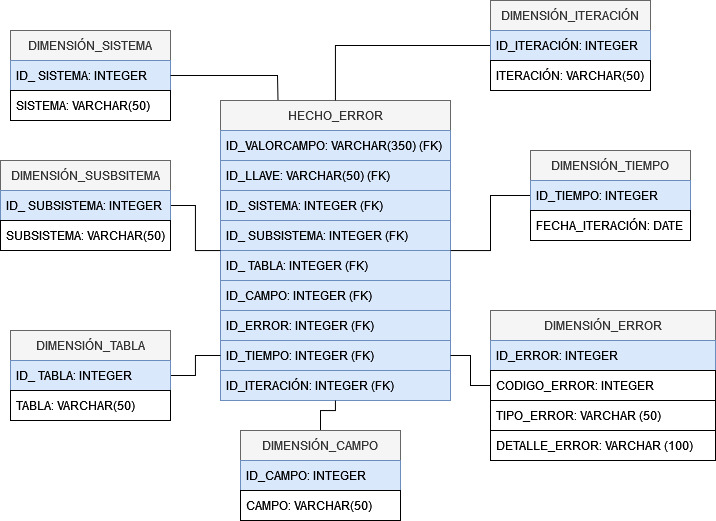 DIMENSIÓN_SISTEMA
ID_ SISTEMA: INTEGER
SISTEMA: VARCHAR(50)
DIMENSIÓN_ITERACIÓN
ID_ITERACIÓN: INTEGER
ITERACIÓN: VARCHAR(50)
HECHO_ERROR
ID_VALORCAMPO: VARCHAR(350) (FK)
ID_LLAVE: VARCHAR(50) (FK)
ID_ SISTEMA: INTEGER (FK)
ID_ SUBSISTEMA: INTEGER (FK)
ID_ TABLA: INTEGER (FK)
ID_CAMPO: INTEGER (FK)
ID_ERROR: INTEGER (FK)
ID_TIEMPO: INTEGER (FK)
ID_ITERACIÓN: INTEGER (FK)
DIMENSIÓN_SUSBSITEMA
ID_ SUBSISTEMA: INTEGER
SUBSISTEMA: VARCHAR(50)
DIMENSIÓN_TIEMPO
ID_TIEMPO: INTEGER
FECHA_ITERACIÓN: DATE
DIMENSIÓN_TABLA
ID_ TABLA: INTEGER
TABLA: VARCHAR(50)
DIMENSIÓN_ERROR
ID_ERROR: INTEGER
CODIGO_ERROR: INTEGER
TIPO_ERROR: VARCHAR (50)
DETALLE_ERROR: VARCHAR (100)
DIMENSIÓN_CAMPO
ID_CAMPO: INTEGER
CAMPO: VARCHAR(50)